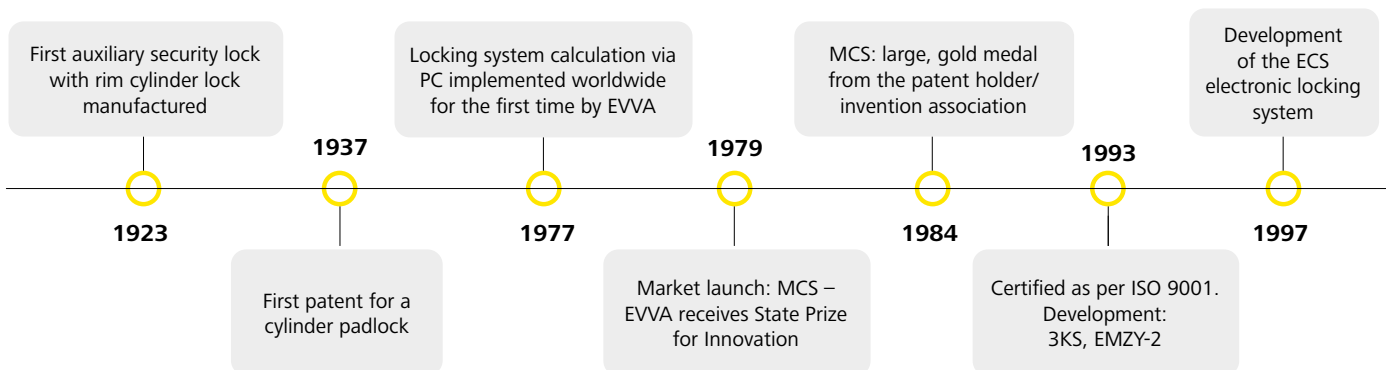 First auxiliary security lock
with rim cylinder lock
manufactured
1923
1937
First patent for a
cylinder padlock
Locking system calculation via
PC implemented worldwide
for the first time by EVVA
1977
1979
Market launch: MCS –
EVVA receives State Prize
for Innovation
MCS: large, gold medal
from the patent holder/
invention association
1984
1993
Certified as per ISO 9001.
Development:
3KS, EMZY-2
Development
of the ECS
electronic locking
system
1997